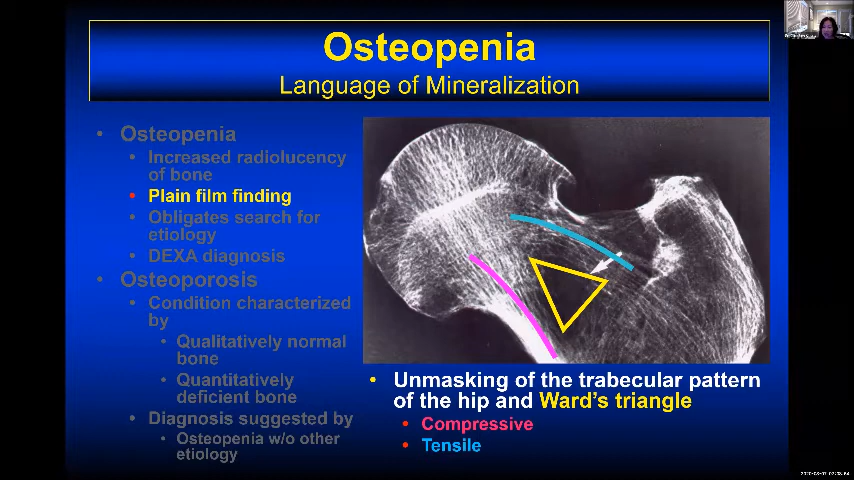 Osteopenia
Language of Mineralization
• Osteopenia
• Increased radiolucency
of bone
• Plain film finding
• Obligates search for
etiology
• DEXA diagnosis
• Osteoporosis
• Condition characterized
by
• Qualitatively normal
bone
• Quantitatively
deficient bone
• Diagnosis suggested by
• Osteopenia w/o other
etiology
• Unmasking of the trabecular pattern
of the hip and Ward's triangle
• Compressive
• Tensile